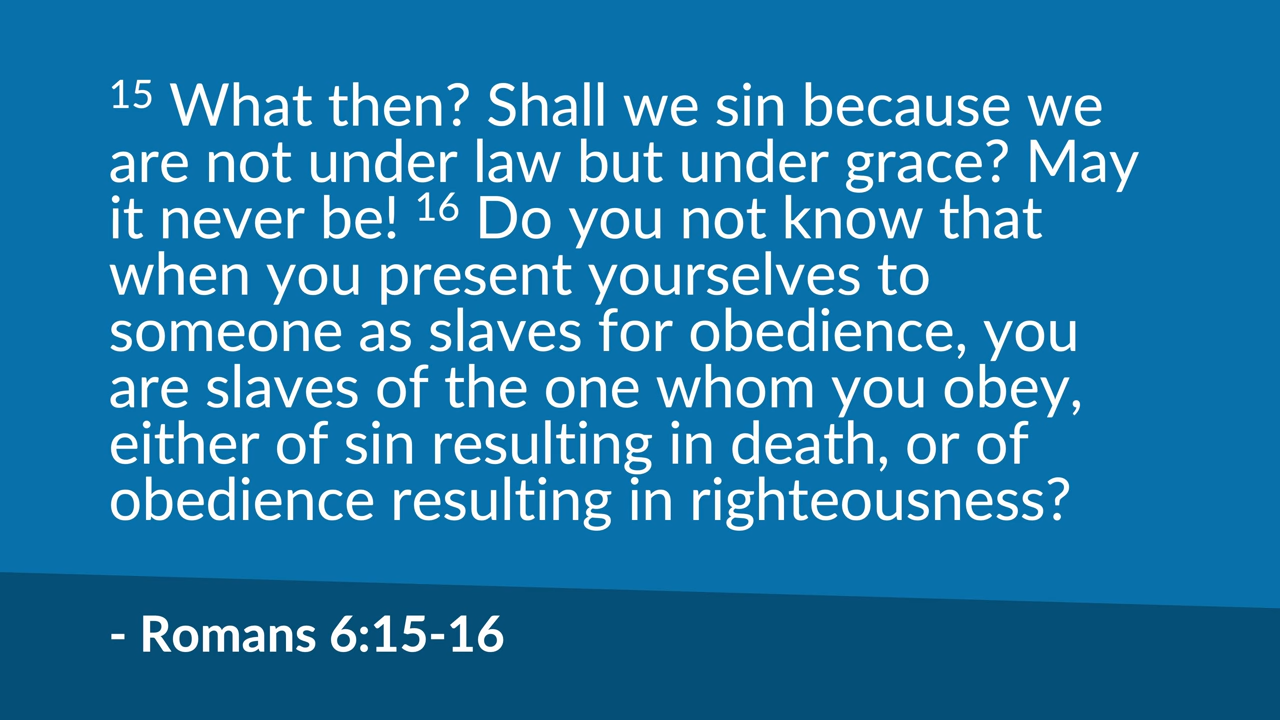 15 What then? Shall we sin because we
are not under law but under grace? May
it never be! 16 Do you not know that
when you present yourselves to
someone as slaves for obedience, you
are slaves of the one whom you obey,
either of sin resulting in death, or of
obedience resulting in righteousness?
- Romans 6:15-16